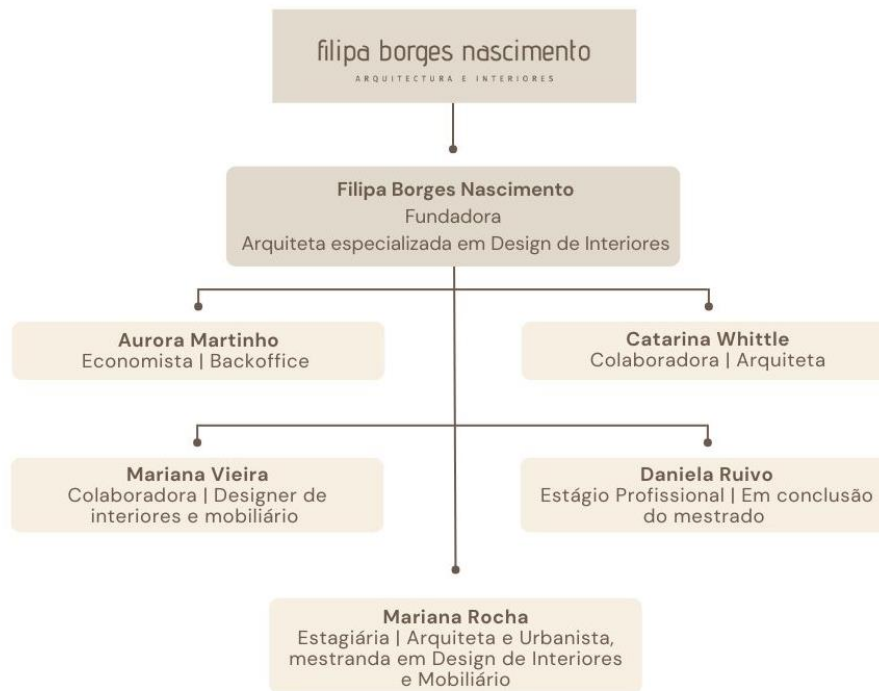 filipa borges nascimento
ARQUITECTURA E INTERIORES
Filipa Borges Nascimento
Fundadora
Arquiteta especializada em Design de Interiores
Aurora Martinho
Economista | Backoffice
Catarina Whittle
Colaboradora | Arquiteta
Mariana Vieira
Colaboradora | Designer de
interiores e mobiliário
Daniela Ruivo
Estágio Profissional | Em conclusão
do mestrado
Mariana Rocha
Estagiária | Arquiteta e Urbanista,
mestranda em Design de Interiores
e Mobiliário